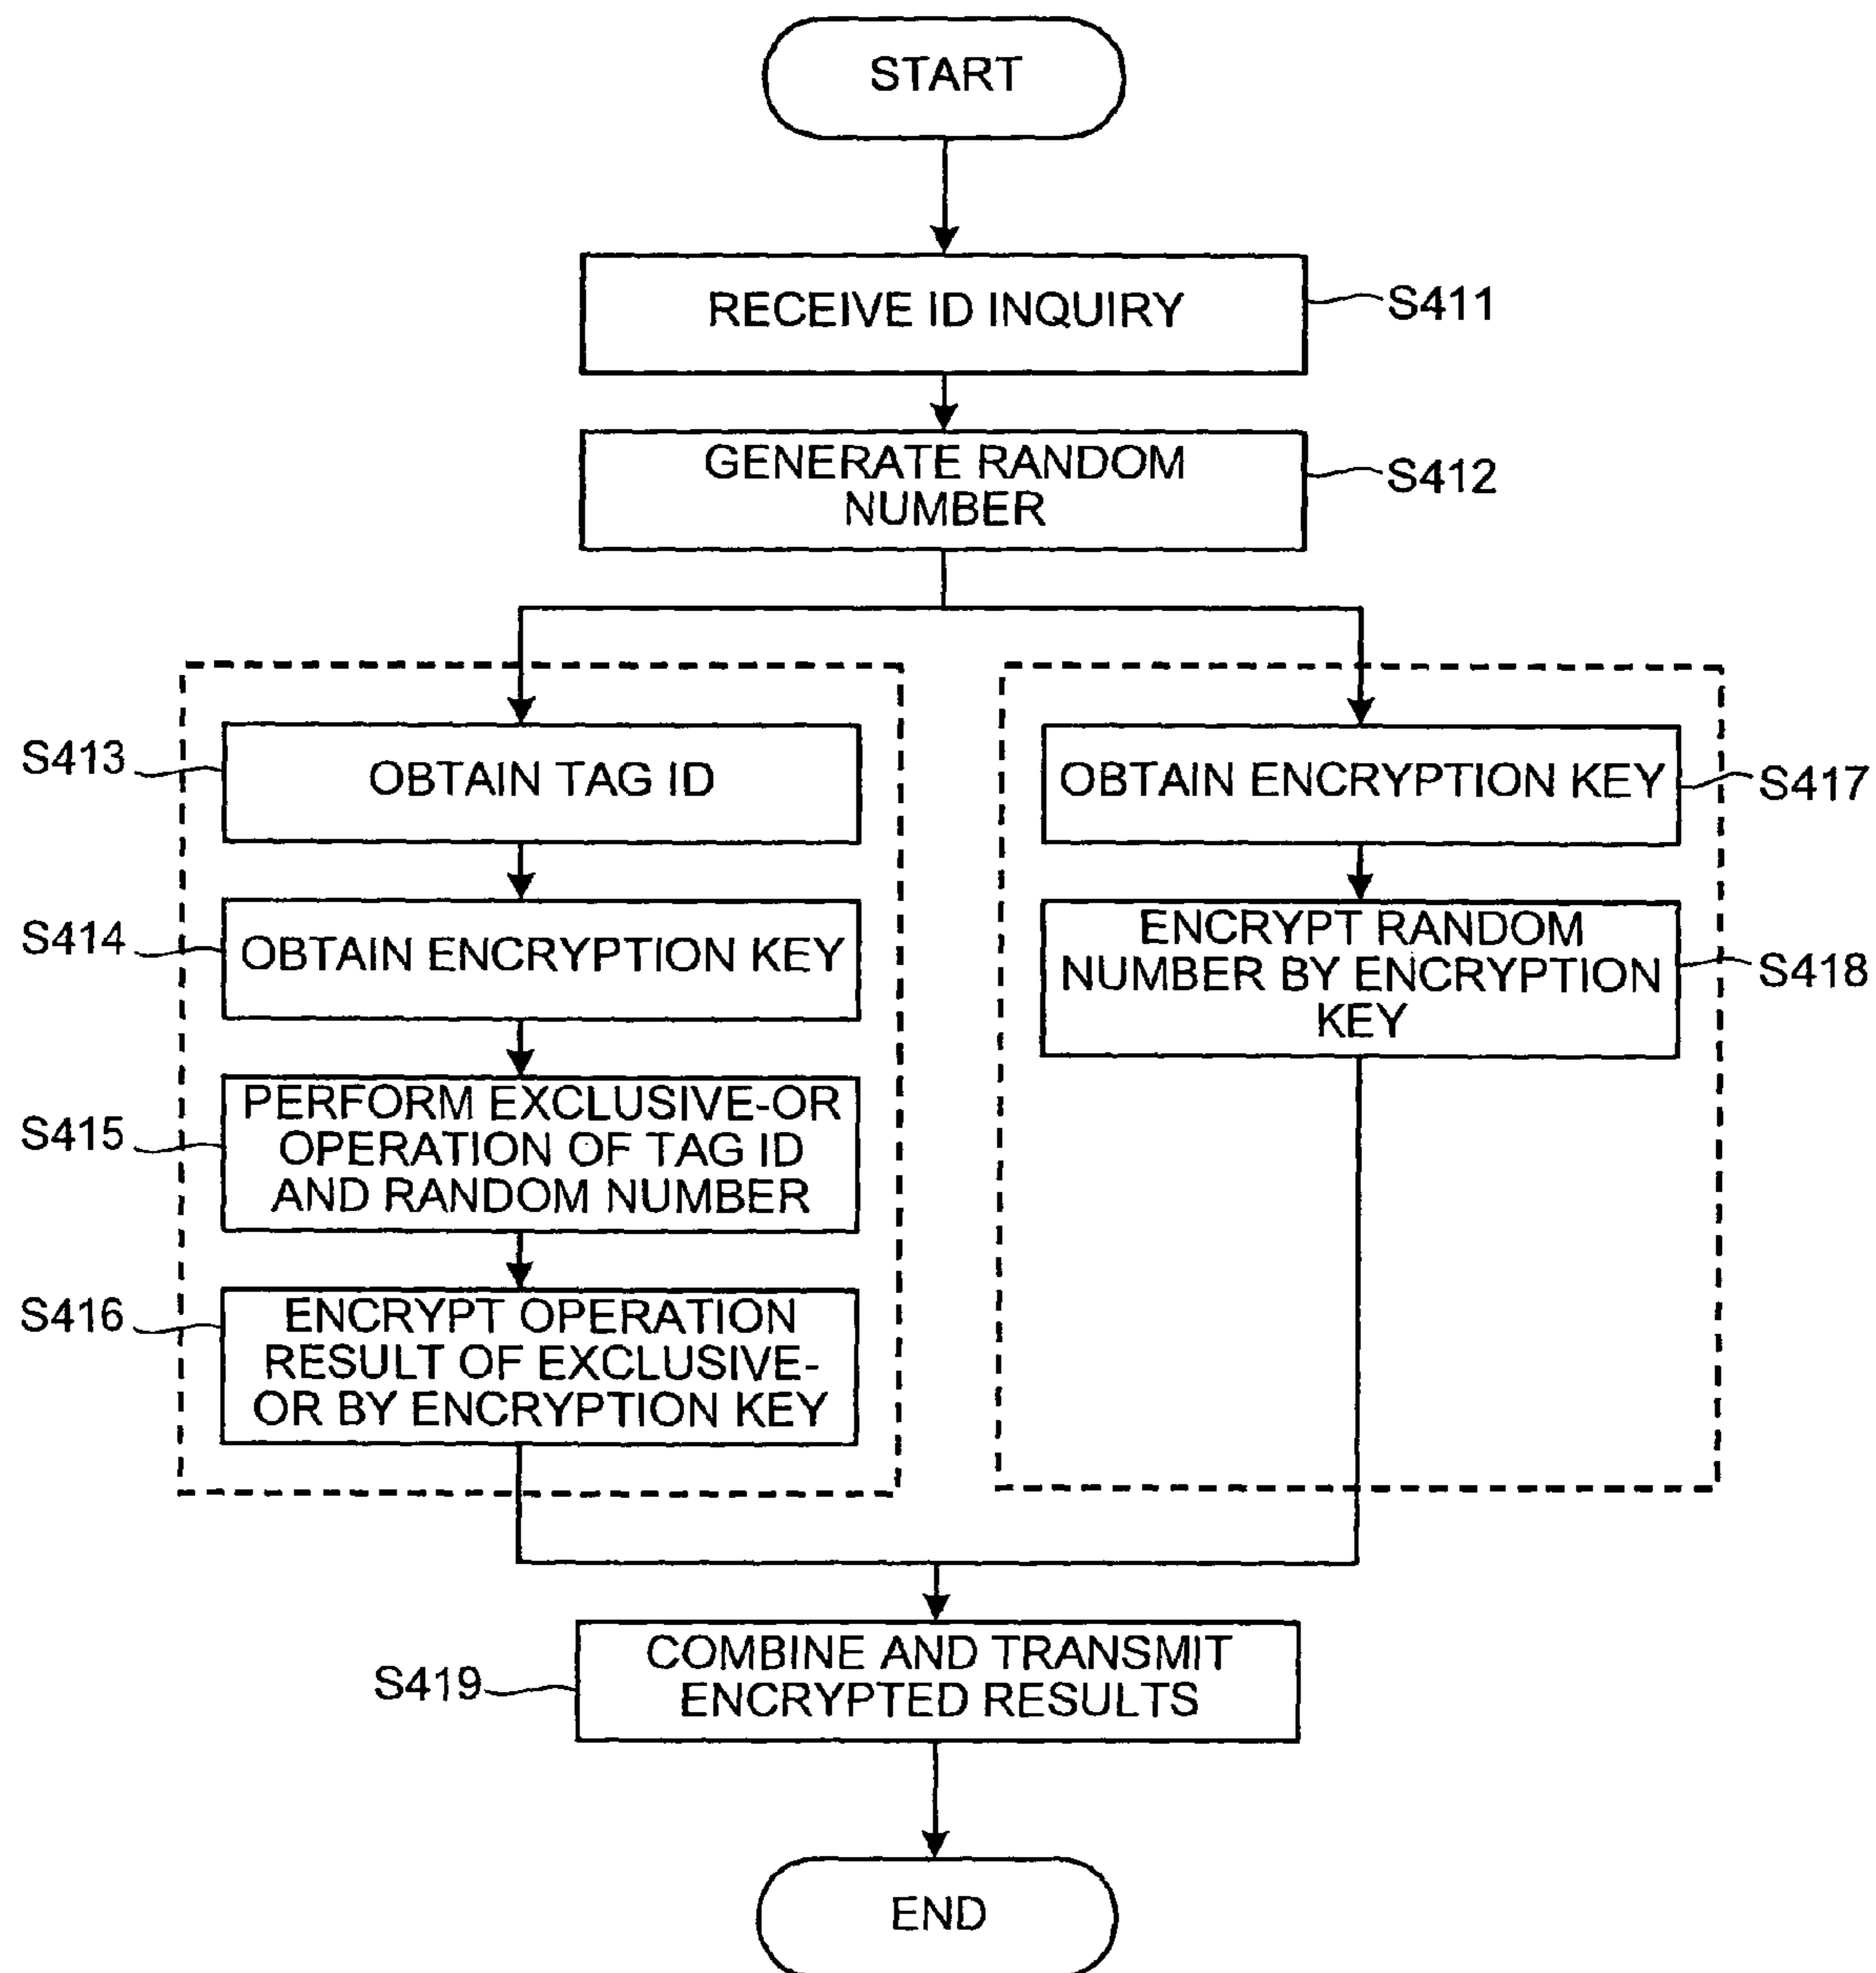 START
RECEIVE ID INQUIRY
S411
GENERATE RANDOM
NUMBER
S412
S413
OBTAIN TAG ID
S414
OBTAIN ENCRYPTION KEY
S415
PERFORM EXCLUSIVE-OR
OPERATION OF TAG ID
AND RANDOM NUMBER
S416
ENCRYPT OPERATION
RESULT OF EXCLUSIVE-
OR BY ENCRYPTION KEY
OBTAIN ENCRYPTION KEY
S417
ENCRYPT RANDOM
NUMBER BY ENCRYPTION
KEY
S418
S419
COMBINE AND TRANSMIT
ENCRYPTED RESULTS
END